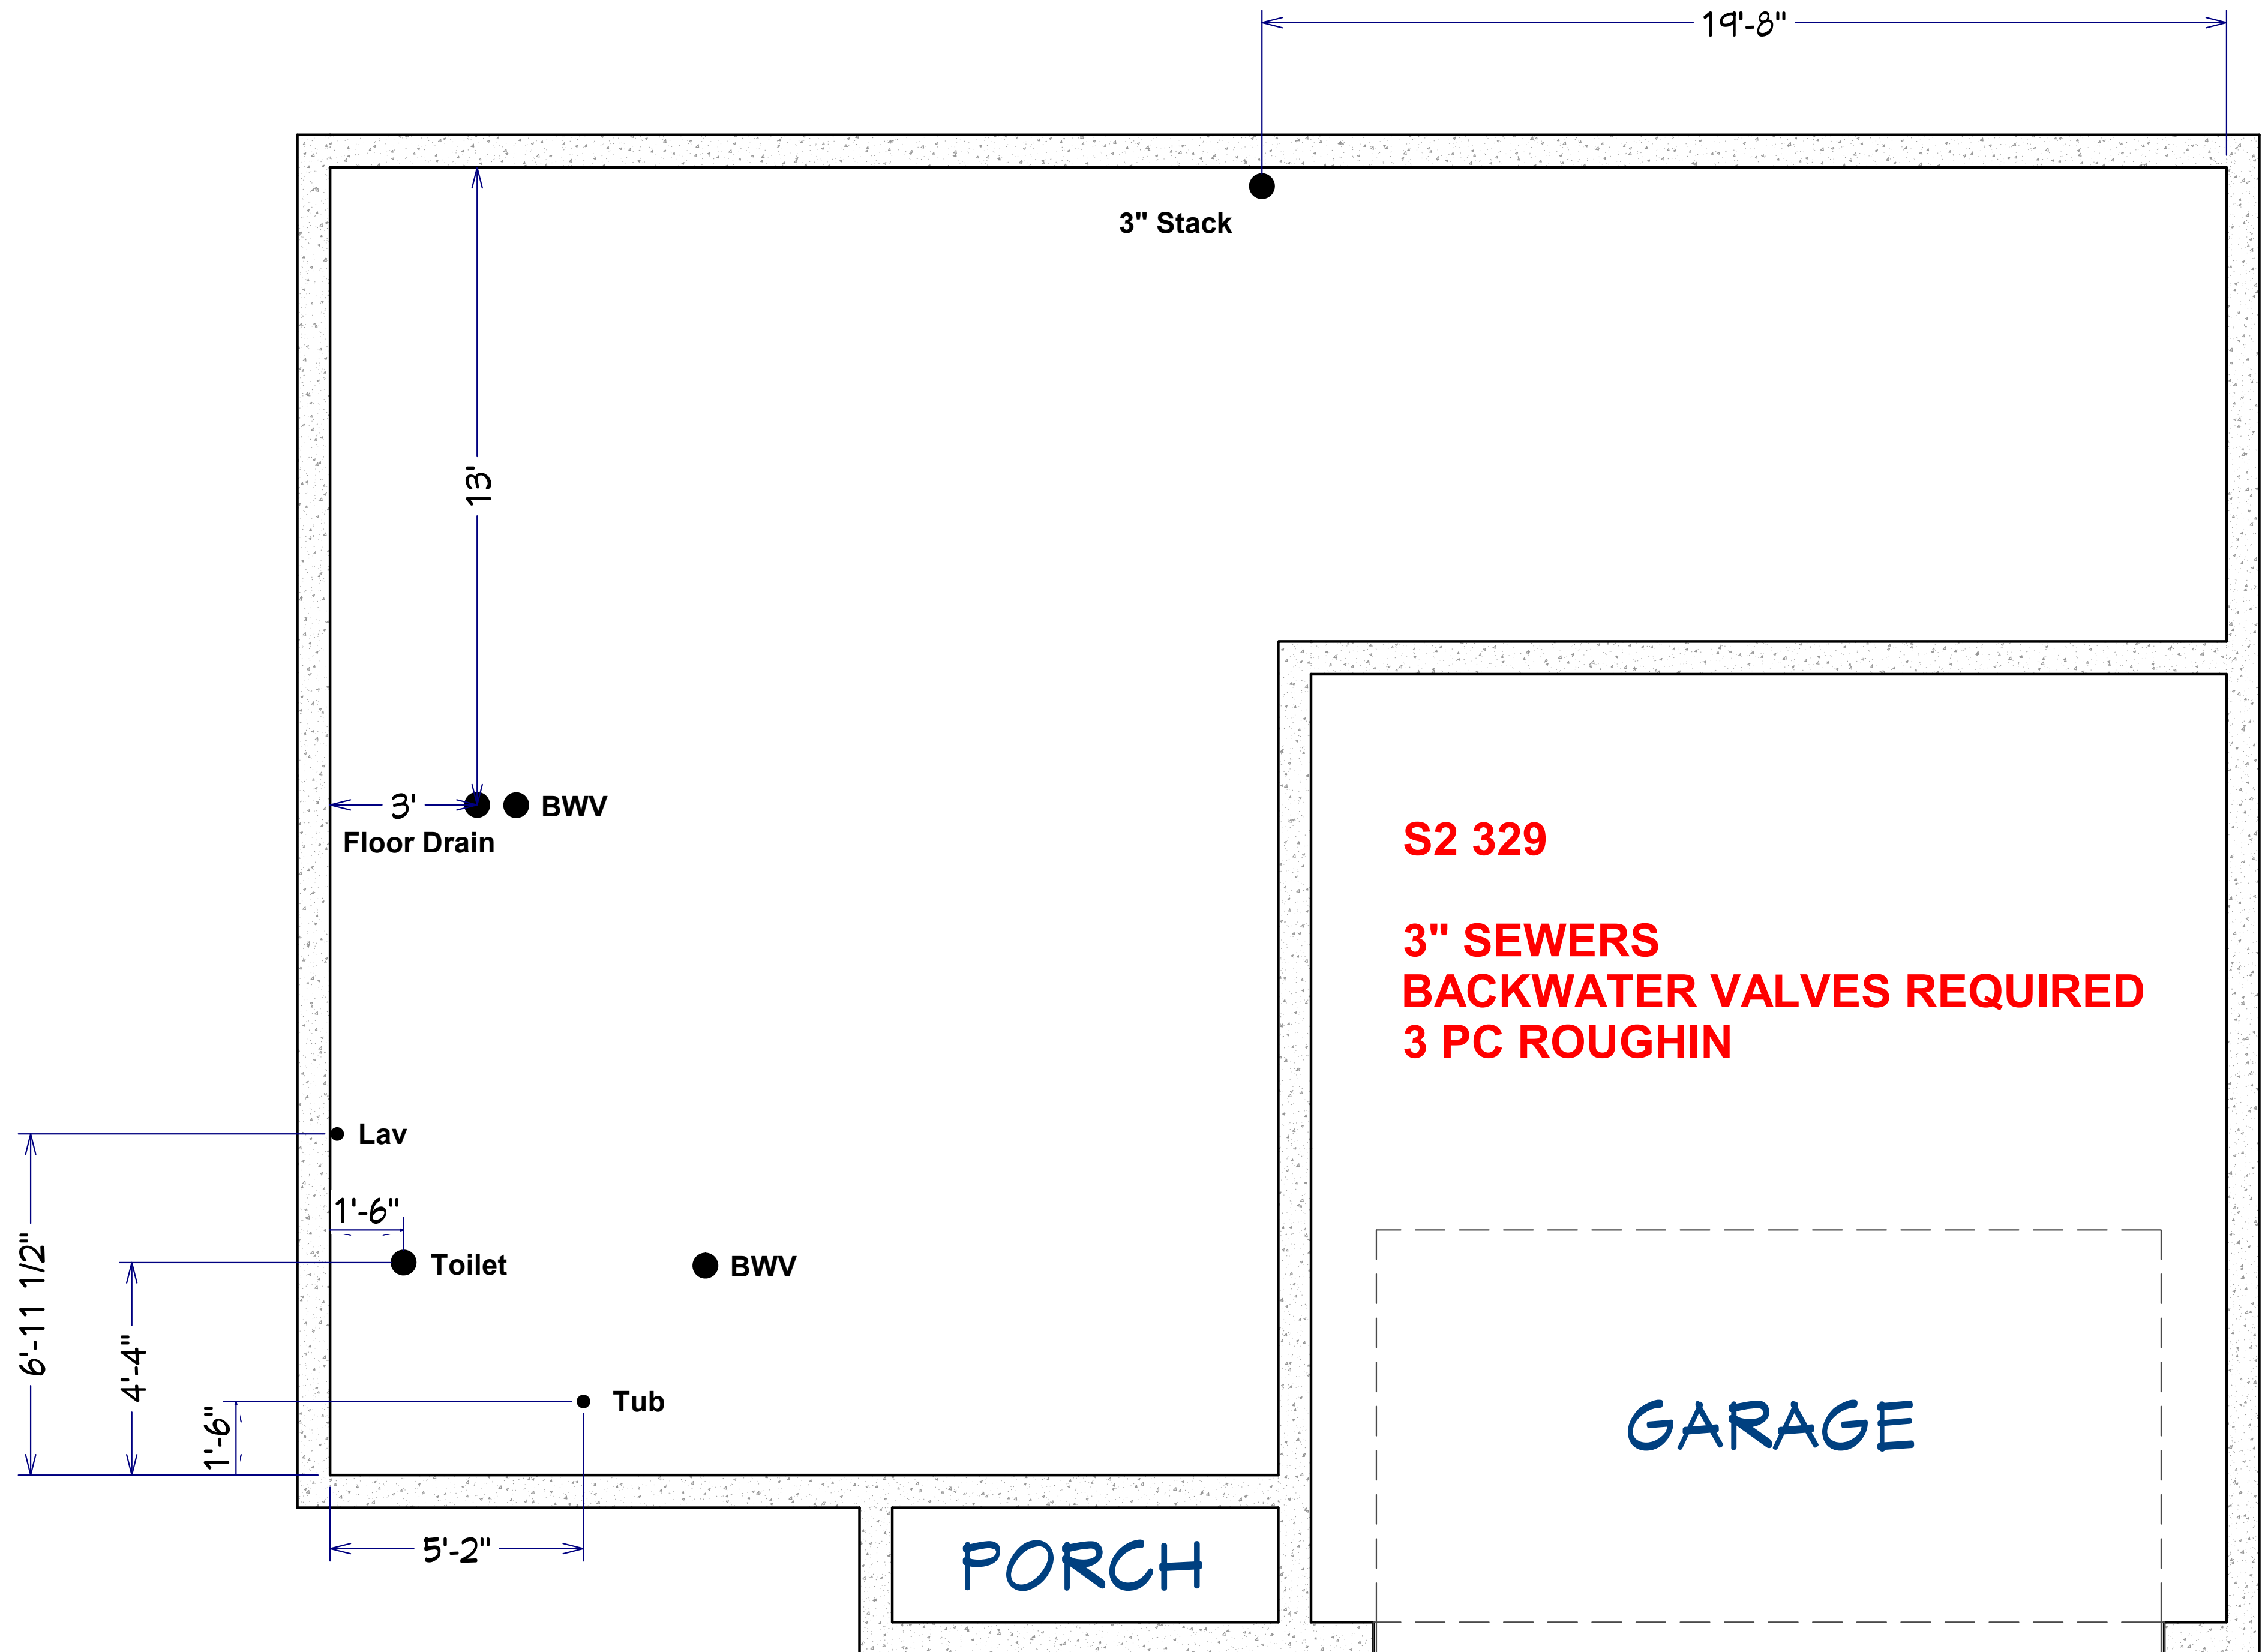 19'-8"
3" Stack
13'
3'
BWV
Floor Drain
S2 329
3" SEWERS
BACKWATER VALVES REQUIRED
3 PC ROUGHIN
Lav
1'-6"
Toilet
BWV
6'-11 1/2"
4'-4"
1'-6"
Tub
GARAGE
5'-2"
PORCH